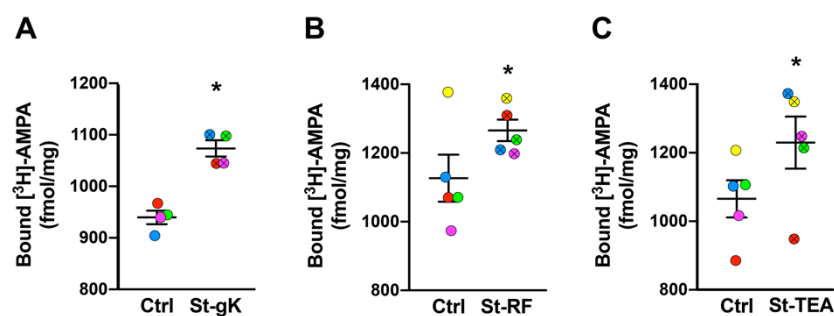 A
Bound [³H]-AMPA
(fmol/mg)
1200
1100
1000
900
800
*
Ctrl St-gK
B
Bound [³H]-AMPA
(fmol/mg)
1400
1200
1000
800
*
Ctrl St-RF
C
Bound [³H]-AMPA
(fmol/mg)
1400
1200
1000
800
*
Ctrl St-TEA